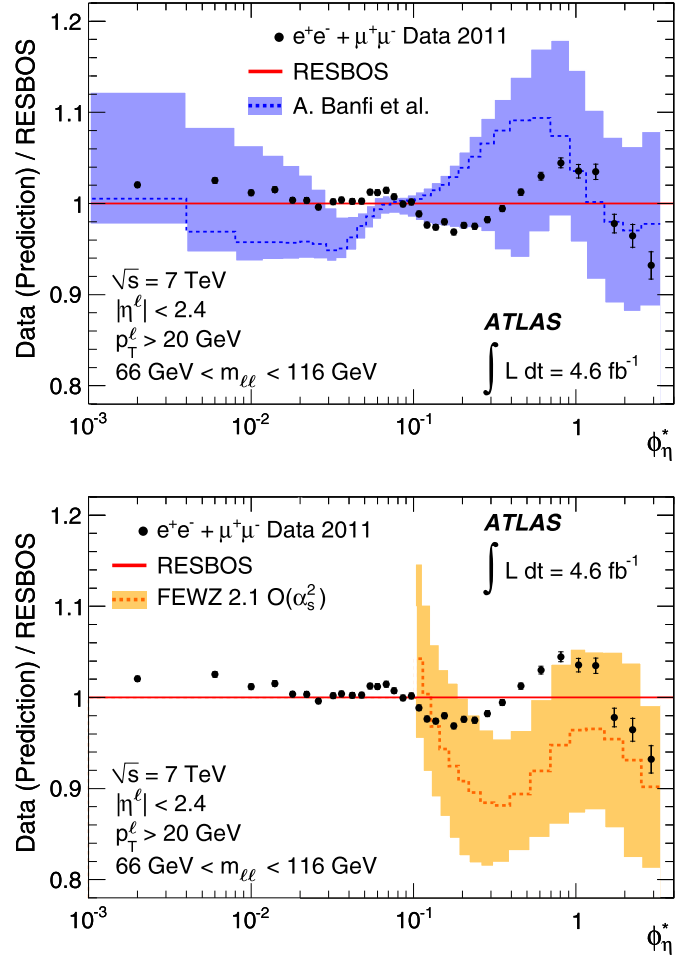 Data (Prediction) / RESBOS
1.2
1.1
1
0.9
0.8
e⁺e⁻ + μ⁺μ⁻ Data 2011
RESBOS
A. Banfi et al.
√s = 7 TeV
|η^ℓ| < 2.4
p_T^ℓ > 20 GeV
66 GeV < m_ℓℓ < 116 GeV
ATLAS
∫ L dt = 4.6 fb⁻¹
10⁻³ 10⁻² 10⁻¹ 1
ϕ*_η
Data (Prediction) / RESBOS
1.2
1.1
1
0.9
0.8
e⁺e⁻ + μ⁺μ⁻ Data 2011
RESBOS
FEWZ 2.1 O(α_s²)
ATLAS
∫ L dt = 4.6 fb⁻¹
√s = 7 TeV
|η^ℓ| < 2.4
p_T^ℓ > 20 GeV
66 GeV < m_ℓℓ < 116 GeV
10⁻³ 10⁻² 10⁻¹ 1
ϕ*_η